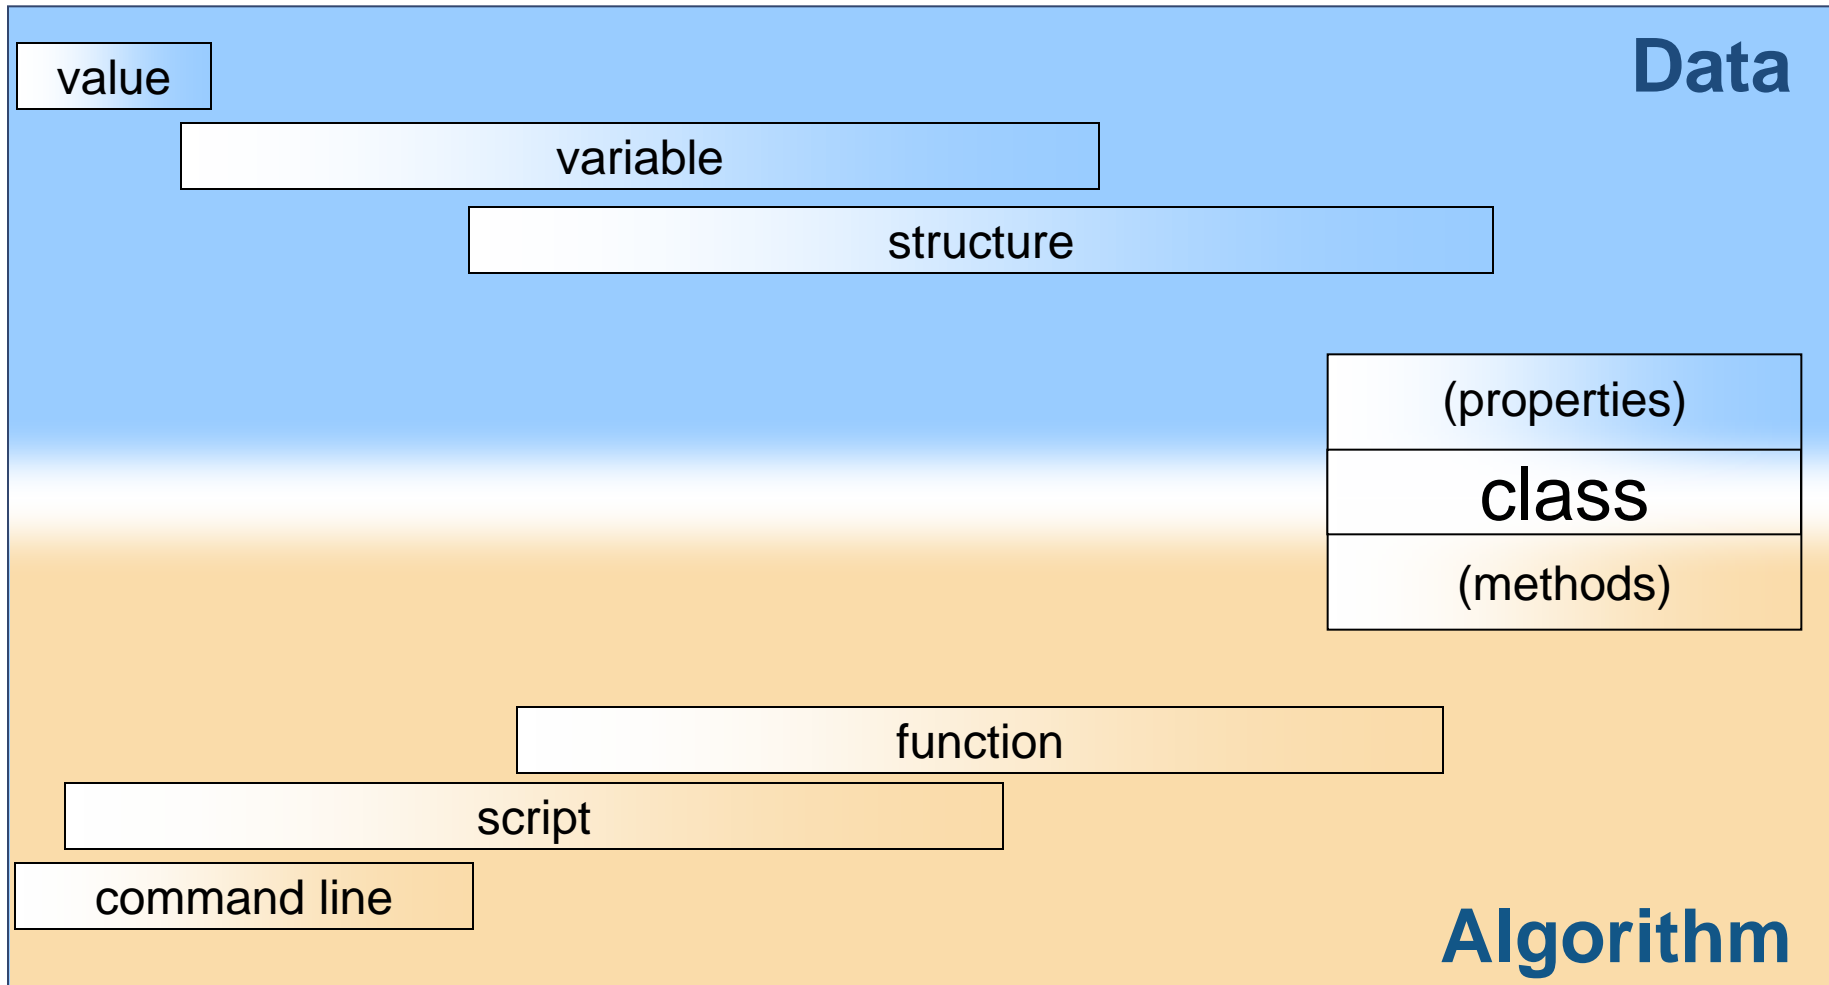 Data
value
variable
structure
(properties)
class
(methods)
function
script
command line
Algorithm